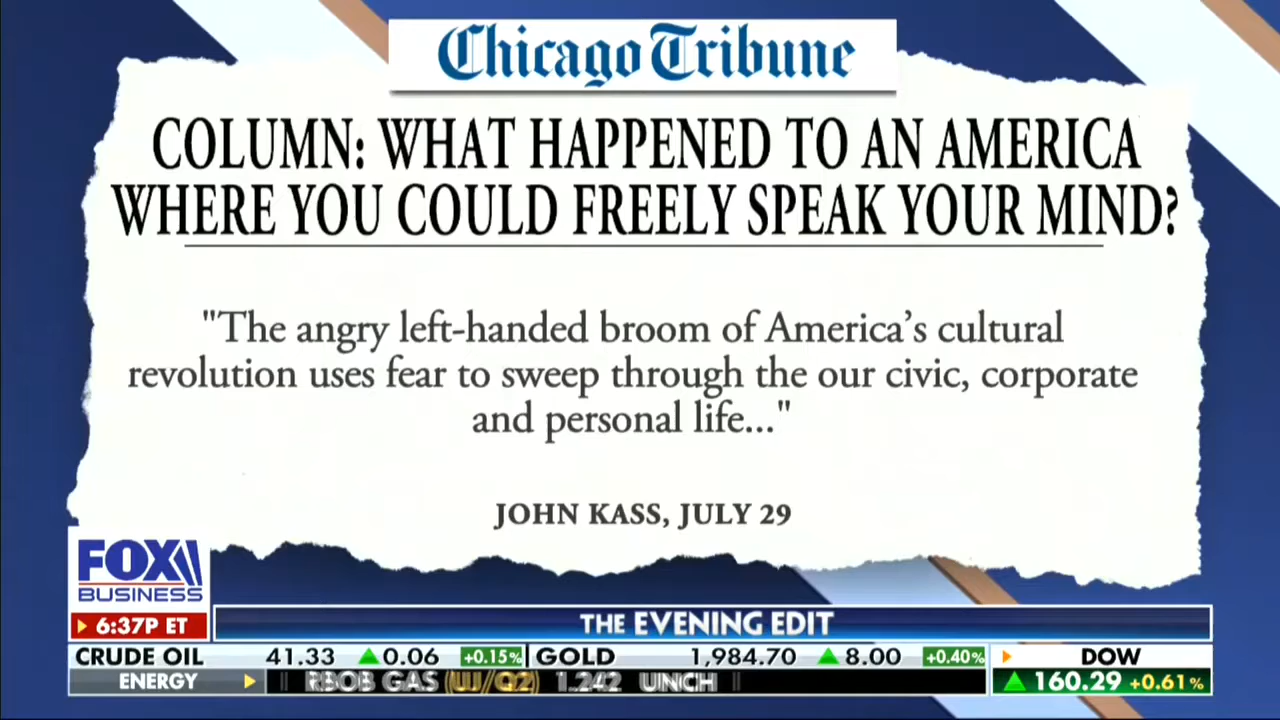 Chicago Tribune
COLUMN: WHAT HAPPENED TO AN AMERICA
WHERE YOU COULD FREELY SPEAK YOUR MIND?
"The angry left-handed broom of America's cultural
revolution uses fear to sweep through the our civic, corporate
and personal life..."
JOHN KASS, JULY 29
FOX
BUSINESS
6:37P ET
THE EVENING EDIT
CRUDE OIL 41.33 ▲0.06 +0.15% GOLD 1,984.70 ▲ 8.00 +0.40% DOW
ENERGY RBOB GAS 1.242 UNCH ▲ 160.29 +0.61%